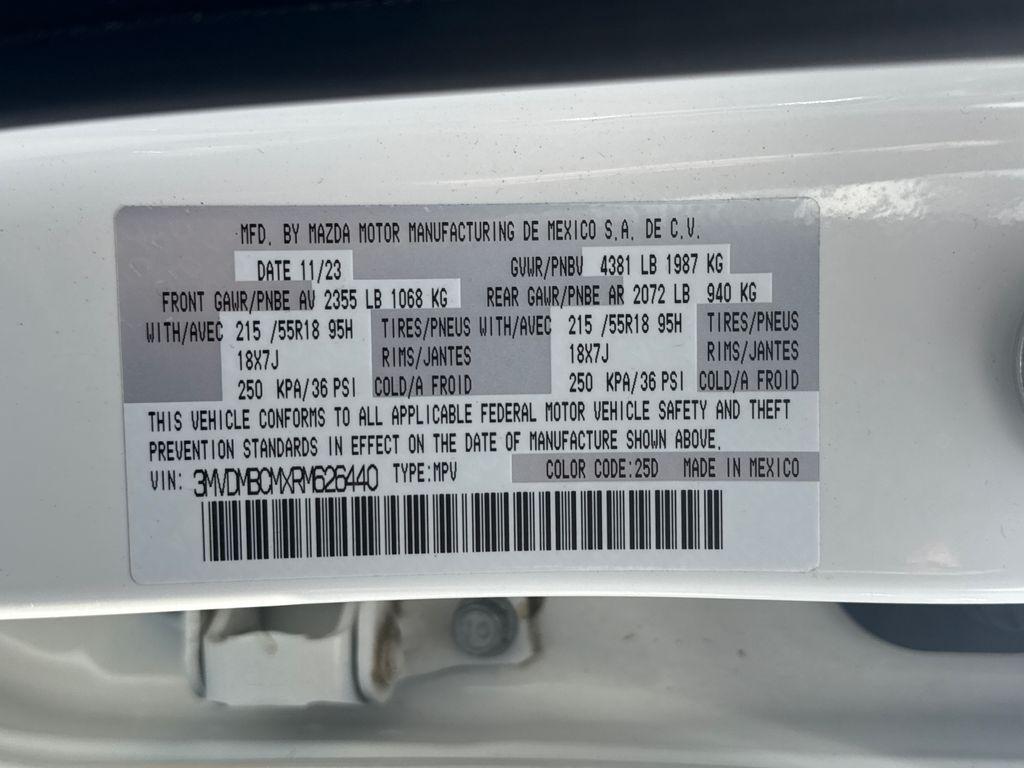 MFD. BY MAZDA MOTOR MANUFACTURING DE MEXICO S.A. DE C.V.
DATE 11/23 GVWR/PNBV 4381 LB 1987 KG
FRONT GAWR/PNBE AV 2355 LB 1068 KG REAR GAWR/PNBE AR 2072 LB 940 KG
WITH/AVEC 215 /55R18 95H TIRES/PNEUS WITH/AVEC 215 /55R18 95H TIRES/PNEUS
18X7J RIMS/JANTES 18X7J RIMS/JANTES
250 KPA/36 PSI COLD/A FROID 250 KPA/36 PSI COLD/A FROID
THIS VEHICLE CONFORMS TO ALL APPLICABLE FEDERAL MOTOR VEHICLE SAFETY AND THEFT
PREVENTION STANDARDS IN EFFECT ON THE DATE OF MANUFACTURE SHOWN ABOVE.
VIN: 3MVDMBCMXRM626440 TYPE:MPV COLOR CODE:25D MADE IN MEXICO